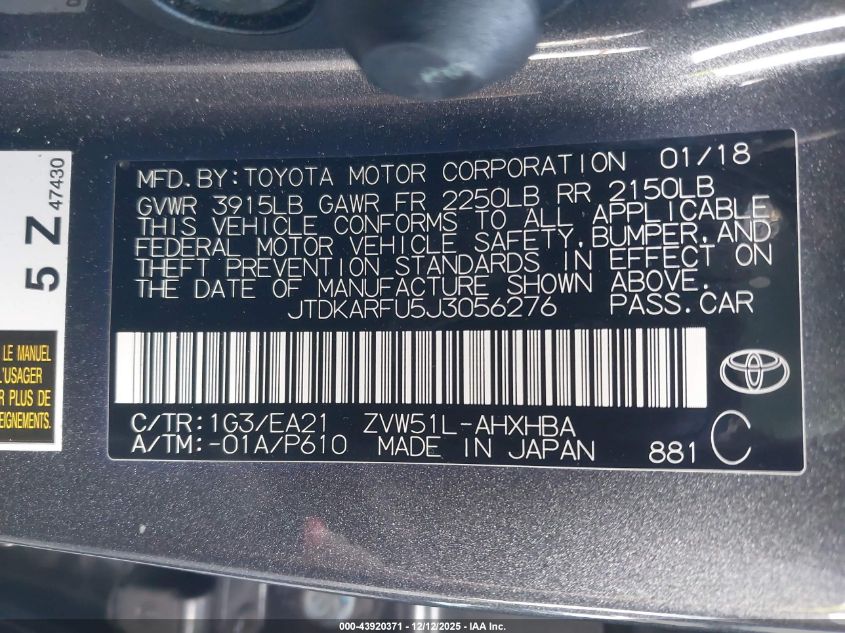 MFD.BY:TOYOTA MOTOR CORPORATION 01/18
GVWR 3915LB GAWR FR 2250LB RR 2150LB
THIS VEHICLE CONFORMS TO ALL APPLICABLE
FEDERAL MOTOR VEHICLE SAFETY,BUMPER,AND
THEFT PREVENTION STANDARDS IN EFFECT ON
THE DATE OF MANUFACTURE SHOWN ABOVE.
JTDKARFU5J3056276 PASS.CAR
C/TR:1G3/EA21 ZVW51L-AHXHBA
A/TM:-01A/P610 MADE IN JAPAN 881 C
5 Z 47430
LE MANUEL
L'USAGER
PLUS DE
000-43920371 - 12/12/2025 - IAA Inc.